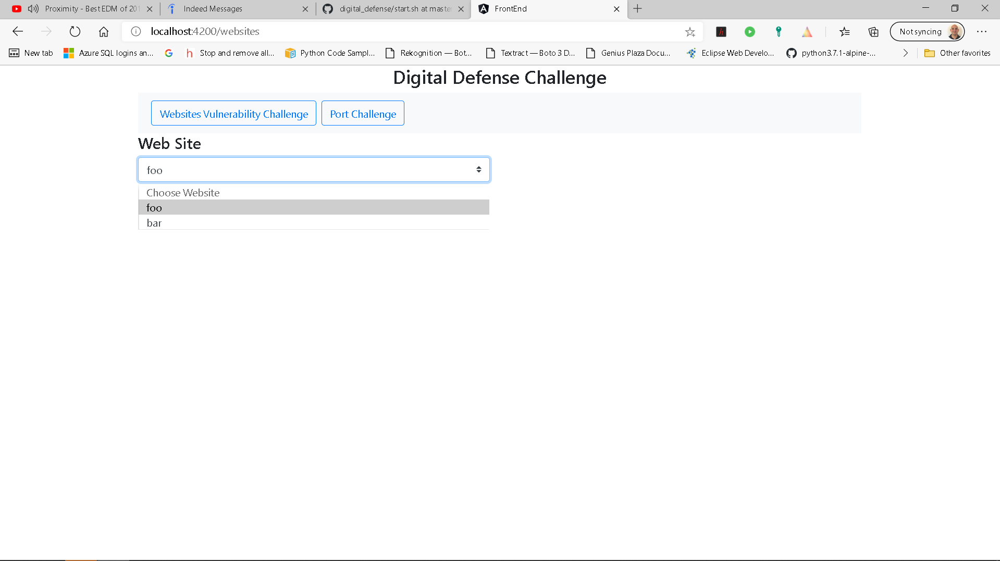 Proximity - Best EDM of 201
Indeed Messages
digital_defense/start.sh at master
FrontEnd
localhost:4200/websites
Not syncing
New tab
Azure SQL logins an...
Stop and remove all...
Python Code Sampl...
Rekognition — Bot...
Textract — Boto 3 D...
Genius Plaza Docu...
Eclipse Web Develo...
python3.7.1-alpine-...
Other favorites
Digital Defense Challenge
Websites Vulnerability Challenge
Port Challenge
Web Site
foo
Choose Website
foo
bar